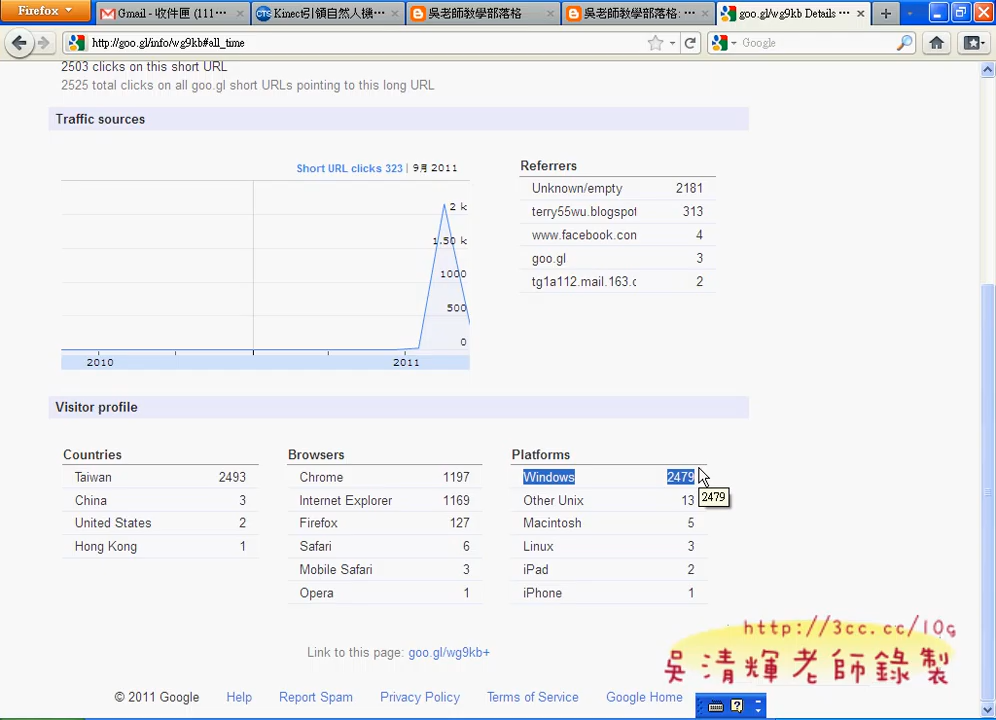 Firefox
Gmail - 收件匣 (111···
Kinect引領自然人機···
吳老師教學部落格
吳老師教學部落格: ···
goo.gl/wg9kb Details ···
http://goo.gl/info/wg9kb#all_time
Google
2503 clicks on this short URL
2525 total clicks on all goo.gl short URLs pointing to this long URL
Traffic sources
Short URL clicks 323 | 9月 2011
2 k
1.50 k
1000
500
0
2010
2011
Referrers
Unknown/empty 2181
terry55wu.blogspot 313
www.facebook.con 4
goo.gl 3
tg1a112.mail.163.c 2
Visitor profile
Countries
Taiwan 2493
China 3
United States 2
Hong Kong 1
Browsers
Chrome 1197
Internet Explorer 1169
Firefox 127
Safari 6
Mobile Safari 3
Opera 1
Platforms
Windows 2479
2479
Other Unix 13
Macintosh 5
Linux 3
iPad 2
iPhone 1
http://3cc.cc/10g
吳清輝老師錄製
Link to this page: goo.gl/wg9kb+
© 2011 Google Help Report Spam Privacy Policy Terms of Service Google Home